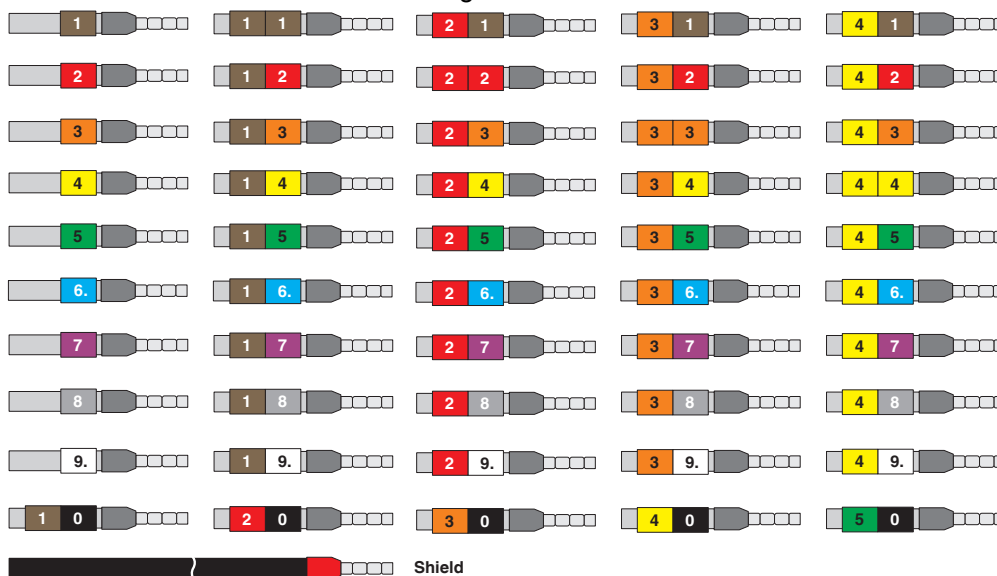 1 1 1 2 1 3 1 4 1
2 1 2 2 2 3 2 4 2
3 1 3 2 3 3 3 4 3
4 1 4 2 4 3 4 4 4
5 1 5 2 5 3 5 4 5
6. 1 6. 2 6. 3 6. 4 6.
7 1 7 2 7 3 7 4 7
8 1 8 2 8 3 8 4 8
9. 1 9. 2 9. 3 9. 4 9.
1 0 2 0 3 0 4 0 5 0
Shield